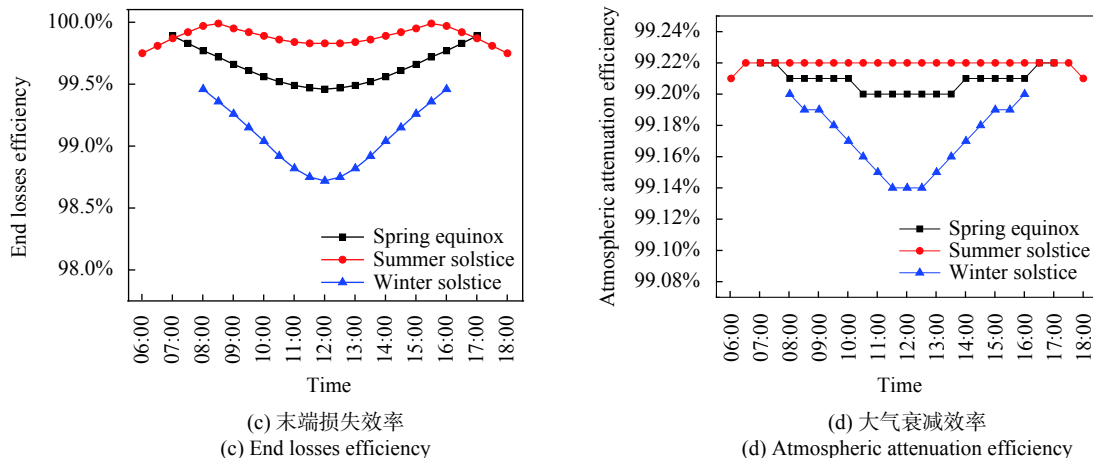 100.0%
99.5%
99.0%
98.5%
98.0%
End losses efficiency
Spring equinox
Summer solstice
Winter solstice
06:00
07:00
08:00
09:00
10:00
11:00
12:00
13:00
14:00
15:00
16:00
17:00
18:00
Time
(c) 末端损失效率
(c) End losses efficiency
99.24%
99.22%
99.20%
99.18%
99.16%
99.14%
99.12%
99.10%
99.08%
Atmospheric attenuation efficiency
Spring equinox
Summer solstice
Winter solstice
06:00
07:00
08:00
09:00
10:00
11:00
12:00
13:00
14:00
15:00
16:00
17:00
18:00
Time
(d) 大气衰减效率
(d) Atmospheric attenuation efficiency